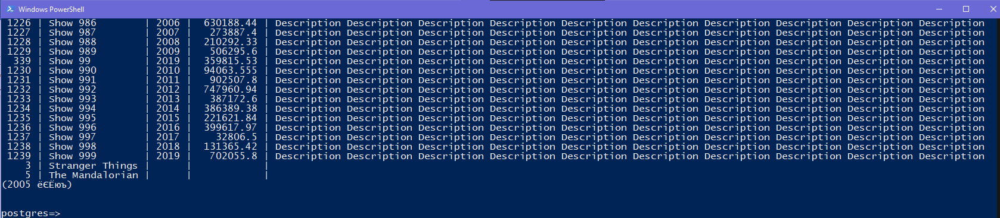 Windows PowerShell
1226 | Show 986 | 2006 | 630188.44 | Description Description Description Description Description Description Description Description Description Description
1227 | Show 987 | 2007 | 273887.4 | Description Description Description Description Description Description Description Description Description Description
1228 | Show 988 | 2008 | 210292.33 | Description Description Description Description Description Description Description Description Description Description
1229 | Show 989 | 2009 | 506295.6 | Description Description Description Description Description Description Description Description Description Description
339 | Show 99 | 2019 | 359815.53 | Description Description Description Description Description Description Description Description Description Description
1230 | Show 990 | 2010 | 94063.555 | Description Description Description Description Description Description Description Description Description Description
1231 | Show 991 | 2011 | 902507.8 | Description Description Description Description Description Description Description Description Description Description
1232 | Show 992 | 2012 | 747960.94 | Description Description Description Description Description Description Description Description Description Description
1233 | Show 993 | 2013 | 387172.6 | Description Description Description Description Description Description Description Description Description Description
1234 | Show 994 | 2014 | 386389.38 | Description Description Description Description Description Description Description Description Description Description
1235 | Show 995 | 2015 | 221621.84 | Description Description Description Description Description Description Description Description Description Description
1236 | Show 996 | 2016 | 399617.97 | Description Description Description Description Description Description Description Description Description Description
1237 | Show 997 | 2017 | 32806.5 | Description Description Description Description Description Description Description Description Description Description
1238 | Show 998 | 2018 | 131365.42 | Description Description Description Description Description Description Description Description Description Description
1239 | Show 999 | 2019 | 702055.8 | Description Description Description Description Description Description Description Description Description Description
3 | Stranger Things | | |
5 | The Mandalorian | | |
(2005 ёЄЁюъ)
postgres=>